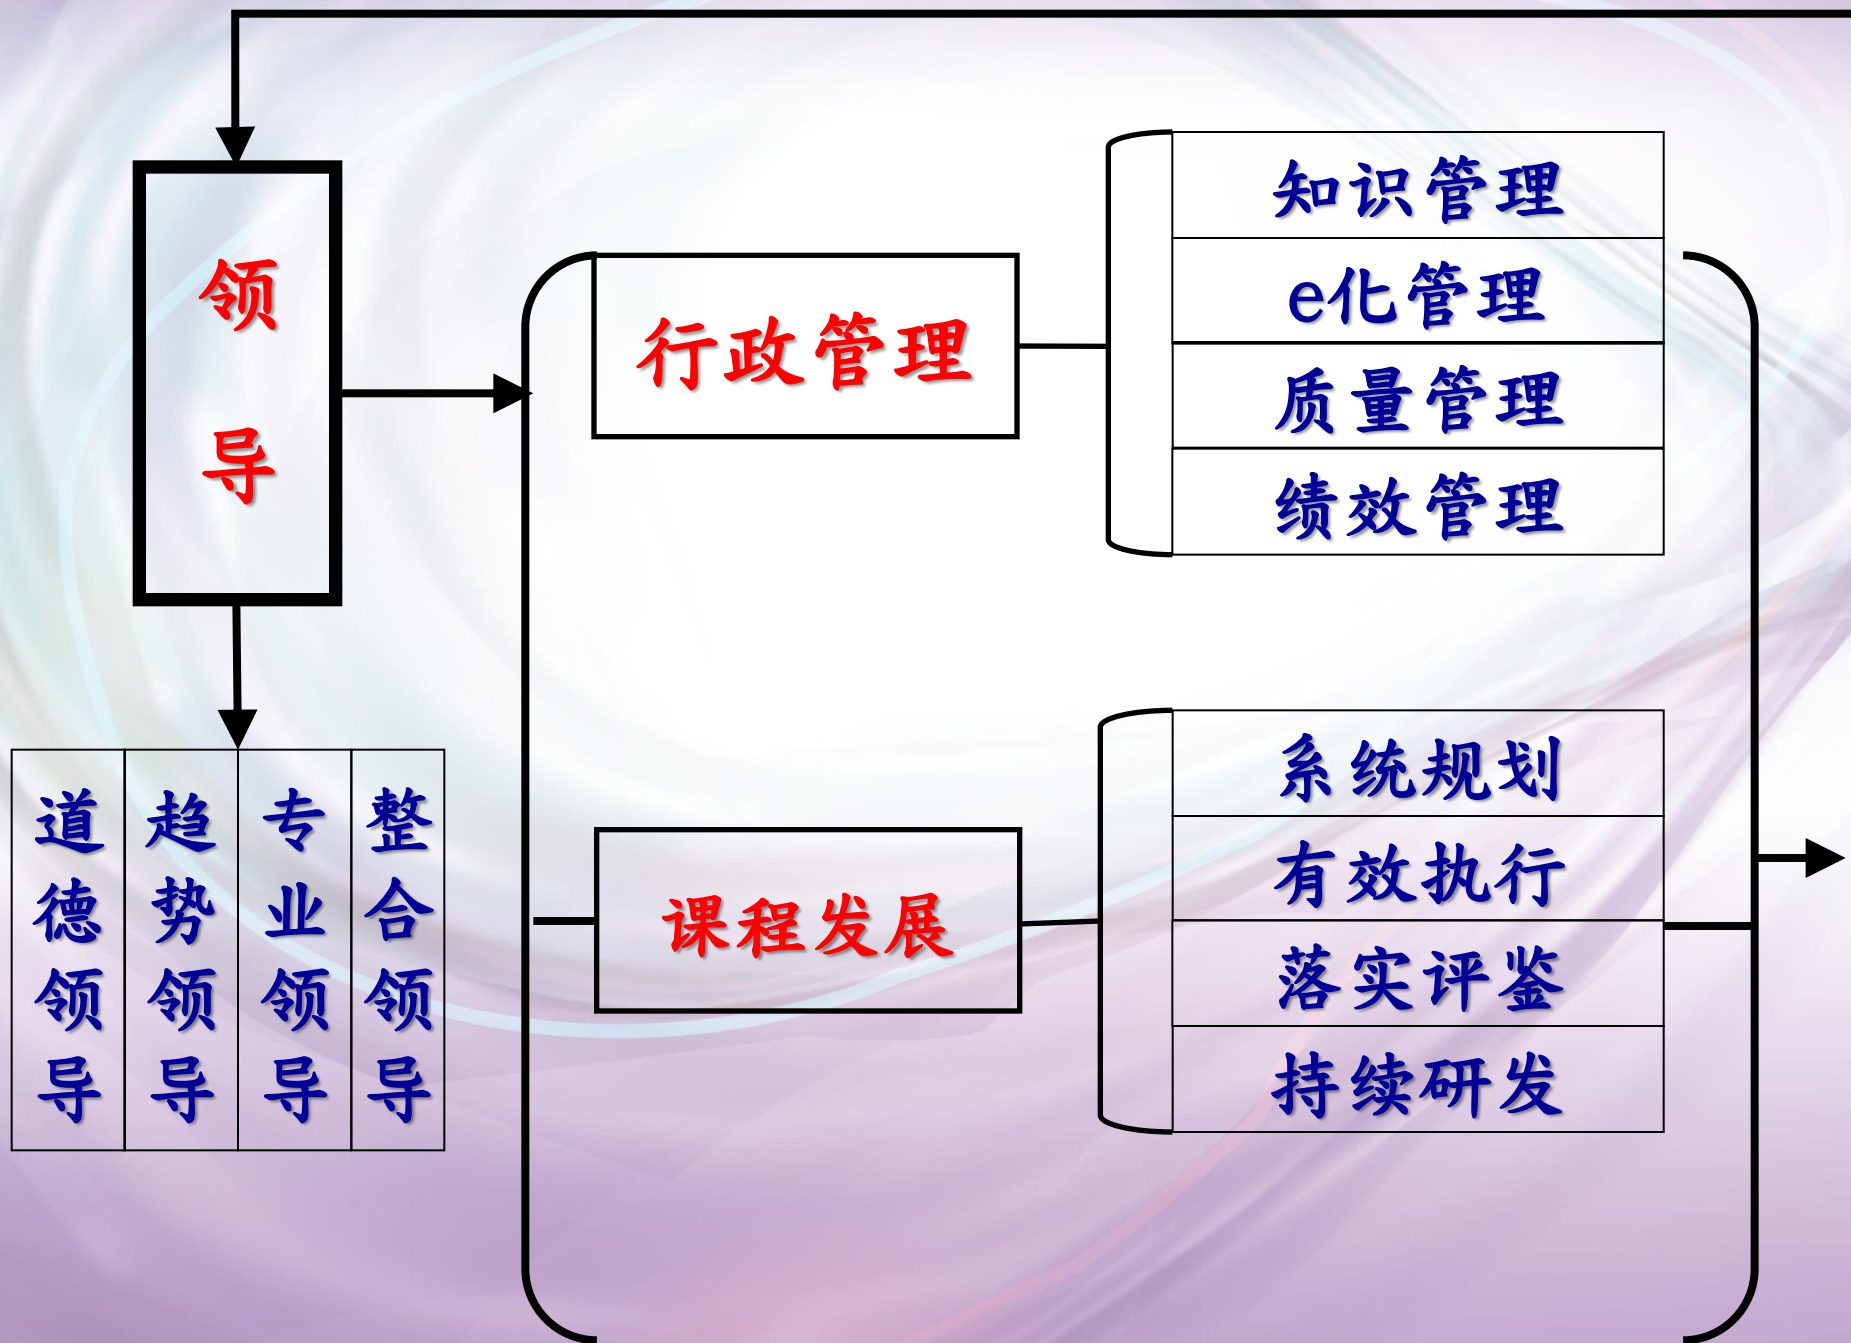 领导
行政管理
知识管理
e化管理
质量管理
绩效管理
课程发展
系统规划
有效执行
落实评鉴
持续研发
道德领导
趋势领导
专业领导
整合领导